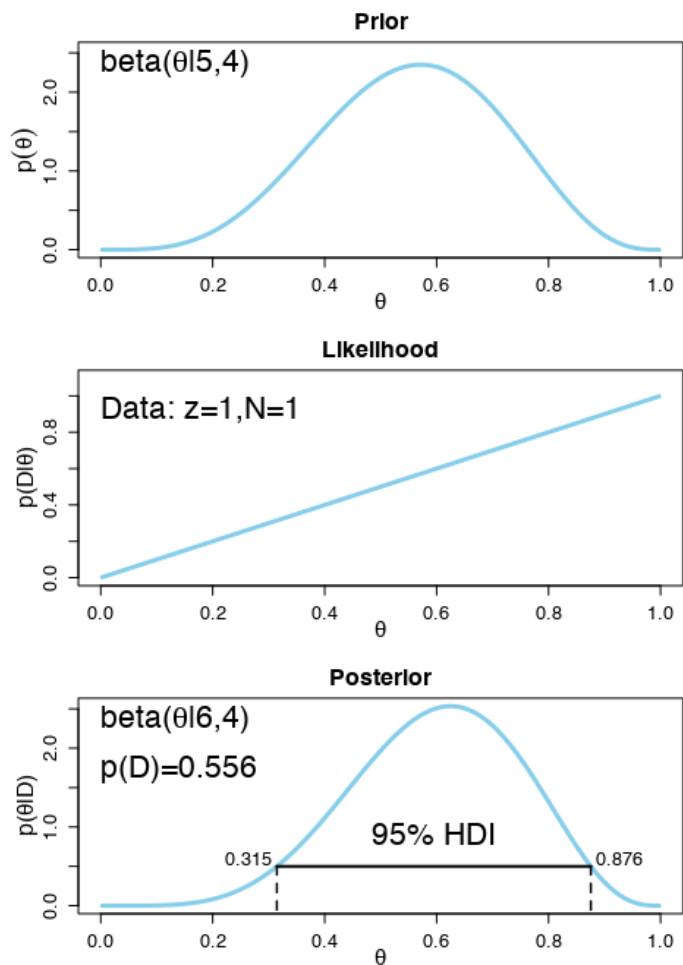 Prior
beta(θ|5,4)
p(θ)
0.0 1.0 2.0
0.0 0.2 0.4 0.6 0.8 1.0
θ
Likelihood
Data: z=1,N=1
p(D|θ)
0.0 0.4 0.8
0.0 0.2 0.4 0.6 0.8 1.0
θ
Posterior
beta(θ|6,4)
p(D)=0.556
95% HDI
0.315 0.876
p(θ|D)
0.0 1.0 2.0
0.0 0.2 0.4 0.6 0.8 1.0
θ